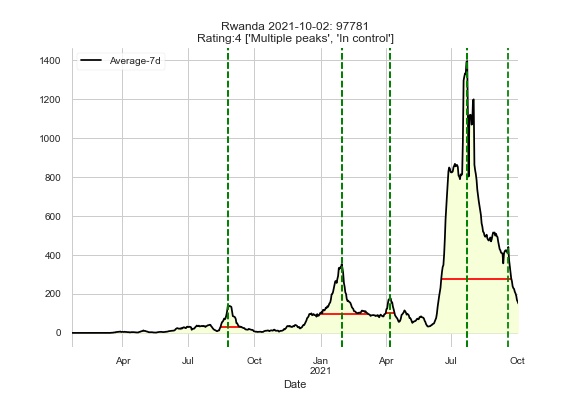 Rwanda 2021-10-02: 97781
Rating:4 ['Multiple peaks', 'In control']
Average-7d
1400
1200
1000
800
600
400
200
0
Apr Jul Oct Jan Apr Jul Oct
2021
Date